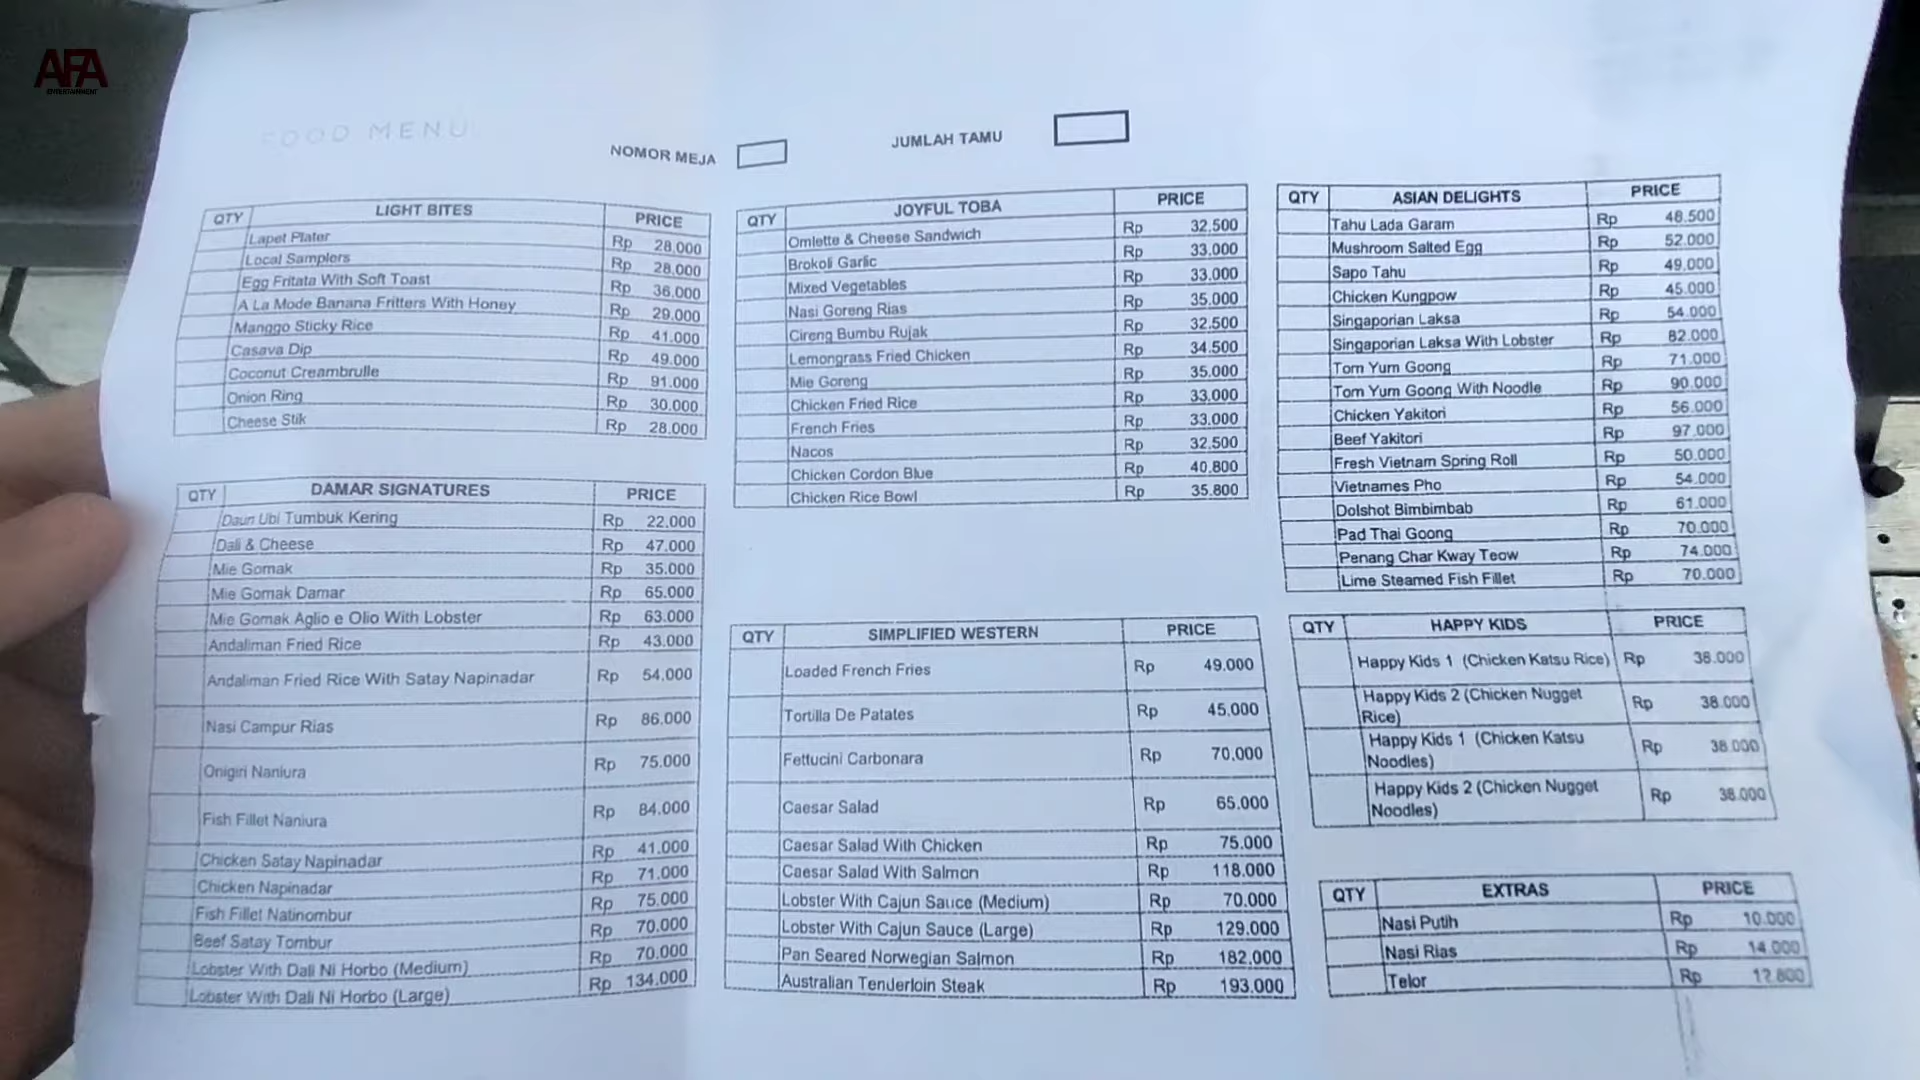 AFA
ENTERTAINMENT
FOOD MENU
NOMOR MEJA
JUMLAH TAMU
QTY LIGHT BITES PRICE
Lapet Plater Rp 28.000
Local Samplers Rp 28.000
Egg Fritata With Soft Toast Rp 36.000
A La Mode Banana Fritters With Honey Rp 29.000
Manggo Sticky Rice Rp 41.000
Casava Dip Rp 49.000
Coconut Creambrulle Rp 91.000
Onion Ring Rp 30.000
Cheese Stik Rp 28.000
QTY DAMAR SIGNATURES PRICE
Daun Ubi Tumbuk Kering Rp 22.000
Dali & Cheese Rp 47.000
Mie Gomak Rp 35.000
Mie Gomak Damar Rp 65.000
Mie Gomak Aglio e Olio With Lobster Rp 63.000
Andaliman Fried Rice Rp 43.000
Andaliman Fried Rice With Satay Napinadar Rp 54.000
Nasi Campur Rias Rp 86.000
Onigiri Naniura Rp 75.000
Fish Fillet Naniura Rp 84.000
Chicken Satay Napinadar Rp 41.000
Chicken Napinadar Rp 71.000
Fish Fillet Natinombur Rp 75.000
Beef Satay Tombur Rp 70.000
Lobster With Dali Ni Horbo (Medium) Rp 70.000
Lobster With Dali Ni Horbo (Large) Rp 134.000
QTY JOYFUL TOBA PRICE
Omlette & Cheese Sandwich Rp 32.500
Brokoli Garlic Rp 33.000
Mixed Vegetables Rp 33.000
Nasi Goreng Rias Rp 35.000
Cireng Bumbu Rujak Rp 32.500
Lemongrass Fried Chicken Rp 34.500
Mie Goreng Rp 35.000
Chicken Fried Rice Rp 33.000
French Fries Rp 33.000
Nacos Rp 32.500
Chicken Cordon Blue Rp 40.800
Chicken Rice Bowl Rp 35.800
QTY SIMPLIFIED WESTERN PRICE
Loaded French Fries Rp 49.000
Tortilla De Patates Rp 45.000
Fettucini Carbonara Rp 70.000
Caesar Salad Rp 65.000
Caesar Salad With Chicken Rp 75.000
Caesar Salad With Salmon Rp 118.000
Lobster With Cajun Sauce (Medium) Rp 70.000
Lobster With Cajun Sauce (Large) Rp 129.000
Pan Seared Norwegian Salmon Rp 182.000
Australian Tenderloin Steak Rp 193.000
QTY ASIAN DELIGHTS PRICE
Tahu Lada Garam Rp 48.500
Mushroom Salted Egg Rp 52.000
Sapo Tahu Rp 49.000
Chicken Kungpow Rp 45.000
Singaporian Laksa Rp 54.000
Singaporian Laksa With Lobster Rp 82.000
Tom Yum Goong Rp 71.000
Tom Yum Goong With Noodle Rp 90.000
Chicken Yakitori Rp 56.000
Beef Yakitori Rp 97.000
Fresh Vietnam Spring Roll Rp 50.000
Vietnames Pho Rp 54.000
Dolshot Bimbimbab Rp 61.000
Pad Thai Goong Rp 70.000
Penang Char Kway Teow Rp 74.000
Lime Steamed Fish Fillet Rp 70.000
QTY HAPPY KIDS PRICE
Happy Kids 1 (Chicken Katsu Rice) Rp 38.000
Happy Kids 2 (Chicken Nugget
Rice) Rp 38.000
Happy Kids 1 (Chicken Katsu
Noodles) Rp 38.000
Happy Kids 2 (Chicken Nugget
Noodles) Rp 38.000
QTY EXTRAS PRICE
Nasi Putih Rp 10.000
Nasi Rias Rp 14.000
Telor Rp 12.800